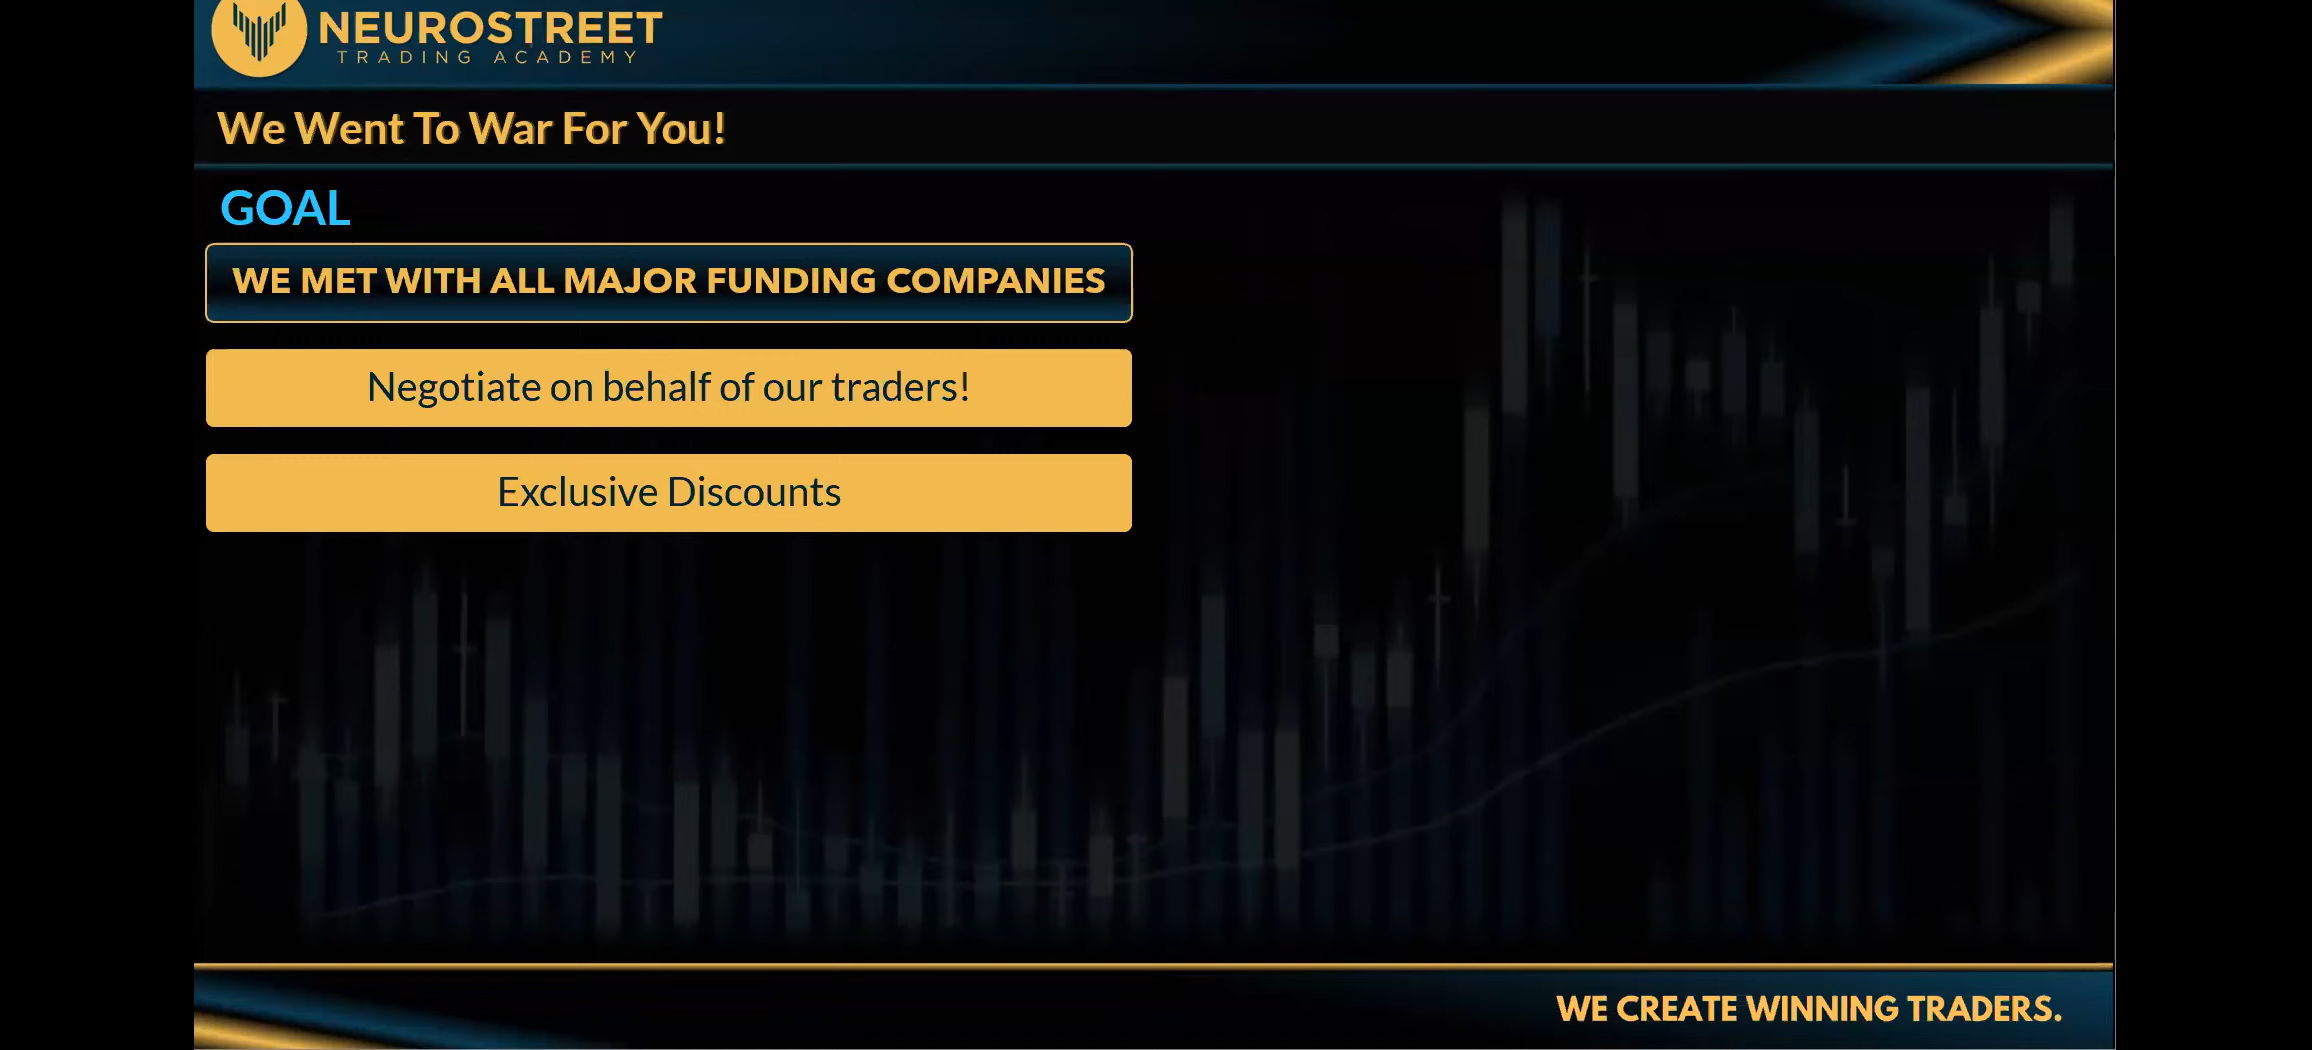 NEUROSTREET
TRADING ACADEMY
We Went To War For You!
GOAL
WE MET WITH ALL MAJOR FUNDING COMPANIES
Negotiate on behalf of our traders!
Exclusive Discounts
WE CREATE WINNING TRADERS.